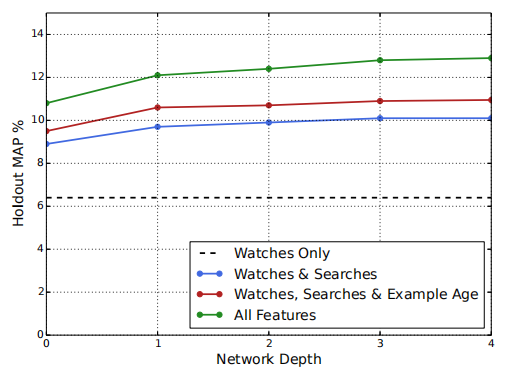 Holdout MAP %
14
12
10
8
6
4
2
0
0 1 2 3 4
Network Depth
Watches Only
Watches & Searches
Watches, Searches & Example Age
All Features